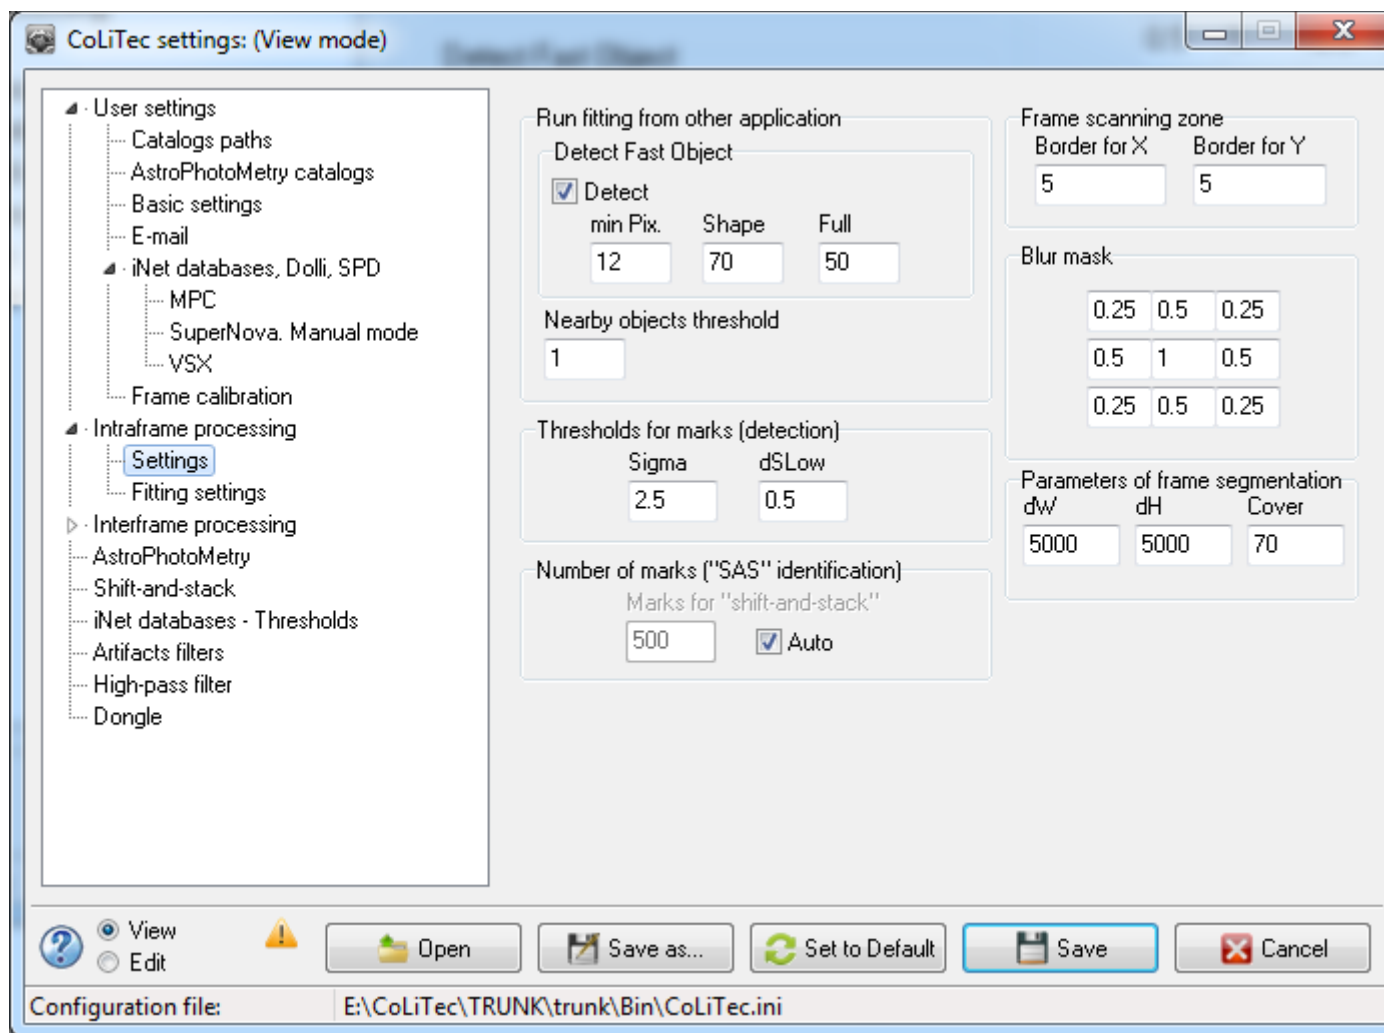 CoLiTec settings: (View mode)
Detect Fast Object
User settings
Catalogs paths
AstroPhotoMetry catalogs
Basic settings
E-mail
iNet databases, Dolli, SPD
MPC
SuperNova. Manual mode
VSX
Frame calibration
Intraframe processing
Settings
Fitting settings
Interframe processing
AstroPhotoMetry
Shift-and-stack
iNet databases - Thresholds
Artifacts filters
High-pass filter
Dongle
Run fitting from other application
Detect Fast Object
Detect
min Pix. Shape Full
12 70 50
Nearby objects threshold
1
Thresholds for marks (detection)
Sigma dSLow
2.5 0.5
Number of marks ("SAS" identification)
Marks for "shift-and-stack"
500 Auto
Frame scanning zone
Border for X Border for Y
5 5
Blur mask
0.25 0.5 0.25
0.5 1 0.5
0.25 0.5 0.25
Parameters of frame segmentation
dW dH Cover
5000 5000 70
View
Edit
Open Save as... Set to Default Save Cancel
Configuration file: E:\CoLiTec\TRUNK\trunk\Bin\CoLiTec.ini